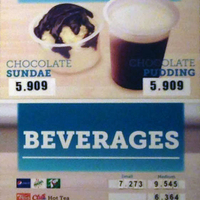 CHOCOLATE SUNDAE
5.909
CHOCOLATE PUDDING
5.909
BEVERAGES
Small Medium
7.273 9.545
Hot Tea 6.364